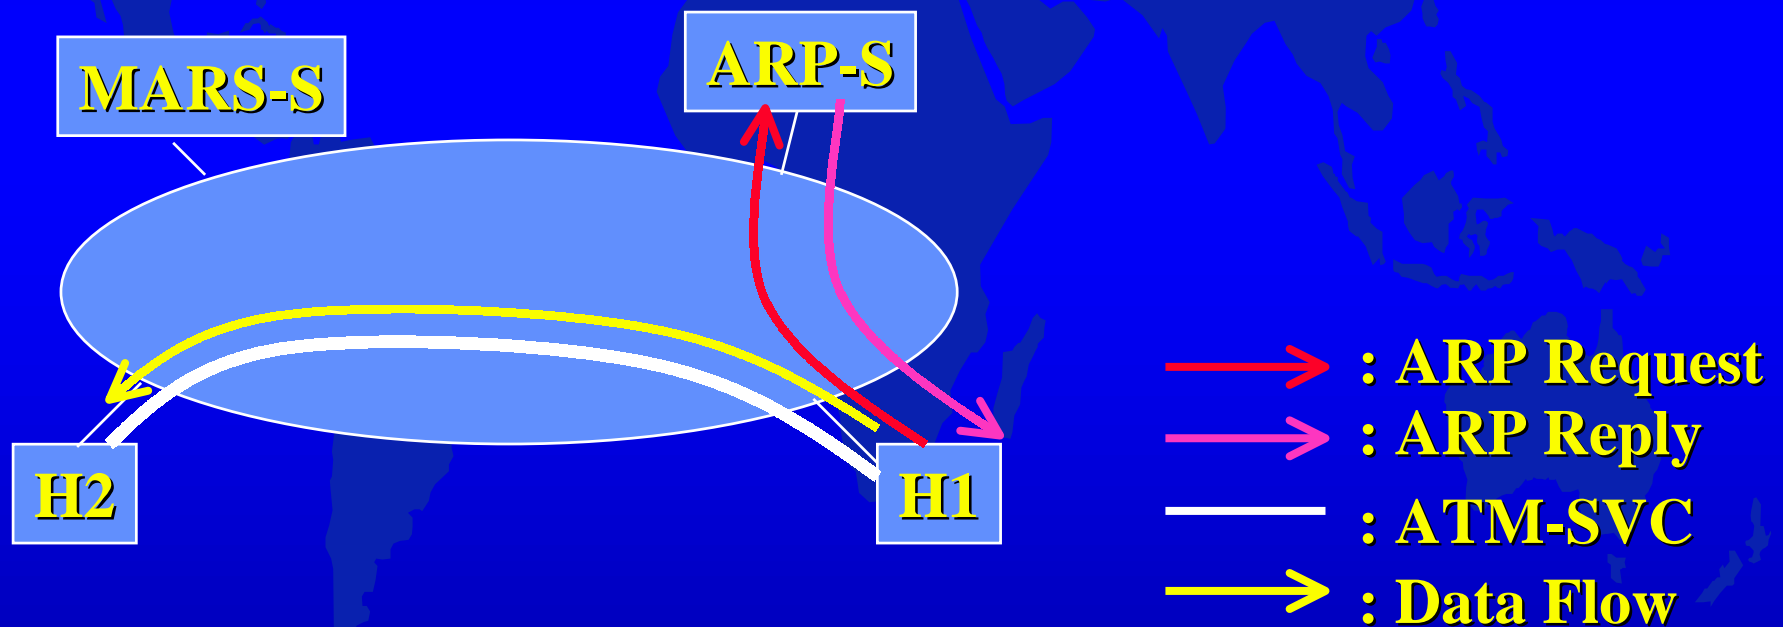 MARS-S
ARP-S
H2
H1
: ARP Request
: ARP Reply
: ATM-SVC
: Data Flow